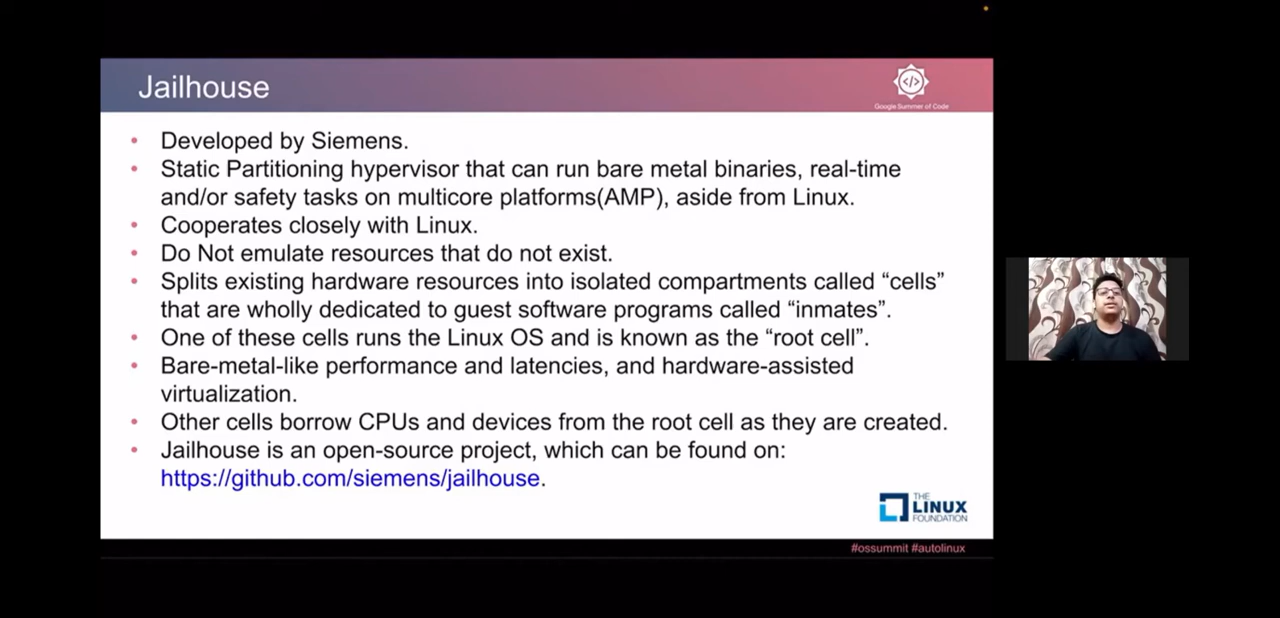 Jailhouse
</>
Google Summer of Code
• Developed by Siemens.
• Static Partitioning hypervisor that can run bare metal binaries, real-time
and/or safety tasks on multicore platforms(AMP), aside from Linux.
• Cooperates closely with Linux.
• Do Not emulate resources that do not exist.
• Splits existing hardware resources into isolated compartments called “cells”
that are wholly dedicated to guest software programs called “inmates”.
• One of these cells runs the Linux OS and is known as the “root cell”.
• Bare-metal-like performance and latencies, and hardware-assisted
virtualization.
• Other cells borrow CPUs and devices from the root cell as they are created.
• Jailhouse is an open-source project, which can be found on:
https://github.com/siemens/jailhouse.
THE
LINUX
FOUNDATION
#ossummit #autolinux